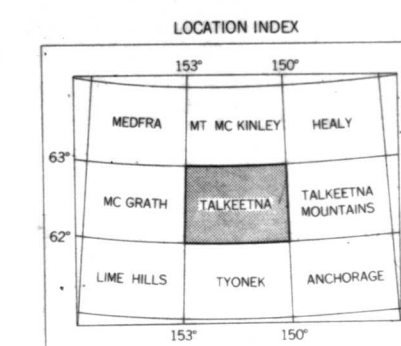 LOCATION INDEX
153° 150°
MEDFRA MT MC KINLEY HEALY
63°
MC GRATH TALKEETNA TALKEETNA
MOUNTAINS
62°
LIME HILLS TYONEK ANCHORAGE
153° 150°